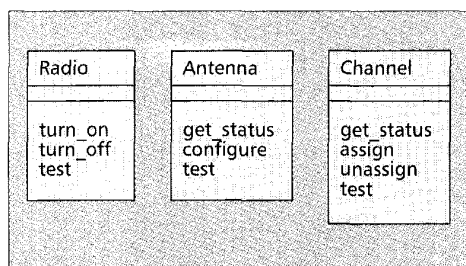 Radio
turn_on
turn_off
test
Antenna
get_status
configure
test
Channel
get_status
assign
unassign
test